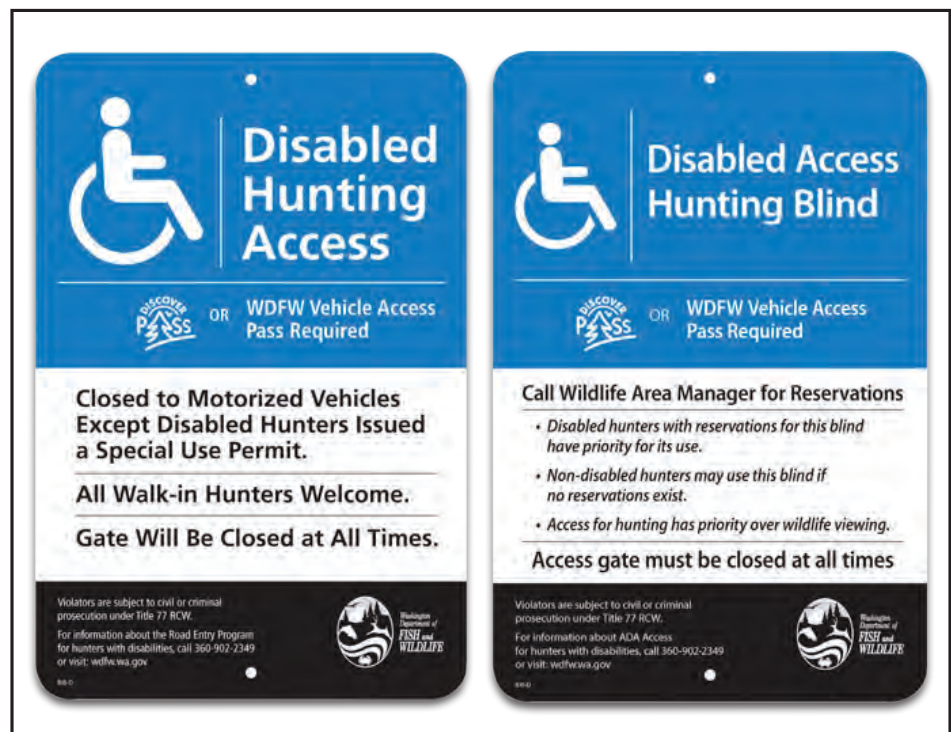 Disabled
Hunting
Access
DISCOVER
PASS
OR
WDFW Vehicle Access
Pass Required
Closed to Motorized Vehicles
Except Disabled Hunters Issued
a Special Use Permit.
All Walk-in Hunters Welcome.
Gate Will Be Closed at All Times.
Violators are subject to civil or criminal
prosecution under Title 77 RCW.
For information about the Road Entry Program
for hunters with disabilities, call 360-902-2349
or visit: wdfw.wa.gov
Washington
Department of
FISH and
WILDLIFE
Disabled Access
Hunting Blind
DISCOVER
PASS
OR
WDFW Vehicle Access
Pass Required
Call Wildlife Area Manager for Reservations
• Disabled hunters with reservations for this blind
have priority for its use.
• Non-disabled hunters may use this blind if
no reservations exist.
• Access for hunting has priority over wildlife viewing.
Access gate must be closed at all times
Violators are subject to civil or criminal
prosecution under Title 77 RCW.
For information about ADA Access
for hunters with disabilities, call 360-902-2349
or visit: wdfw.wa.gov
Washington
Department of
FISH and
WILDLIFE